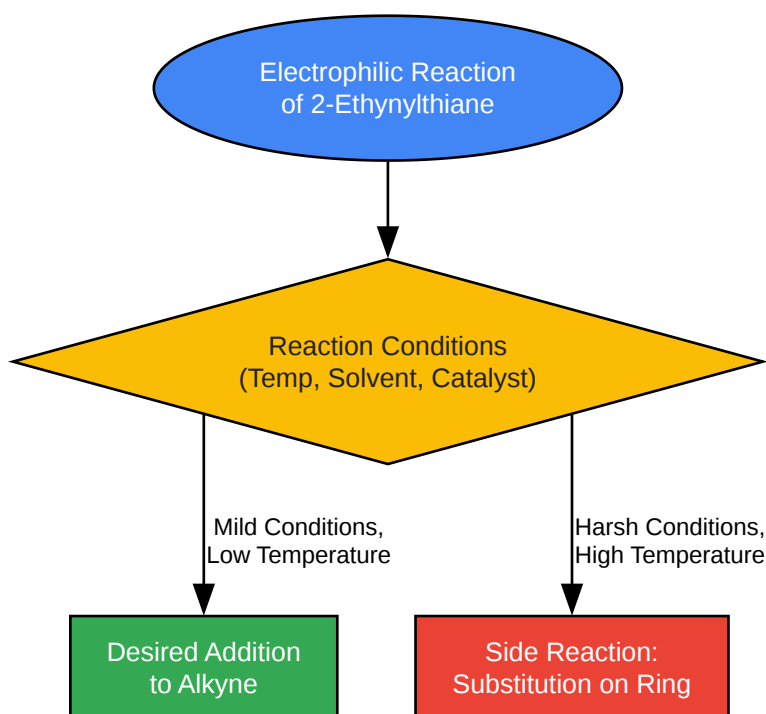 Electrophilic Reaction
of 2-Ethynylthiane
Reaction Conditions
(Temp, Solvent, Catalyst)
Mild Conditions,
Low Temperature
Harsh Conditions,
High Temperature
Desired Addition
to Alkyne
Side Reaction:
Substitution on Ring